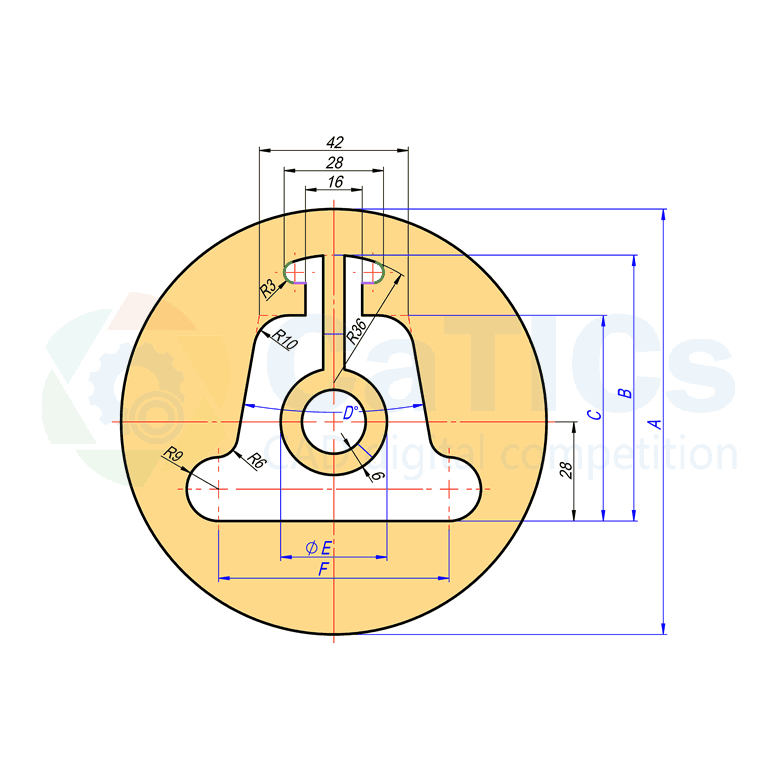 42
28
16
R3
R36
R10
CaTICs
B
C
A
D°
R9
R6
CAD digital competition
28
6
ΦE
F